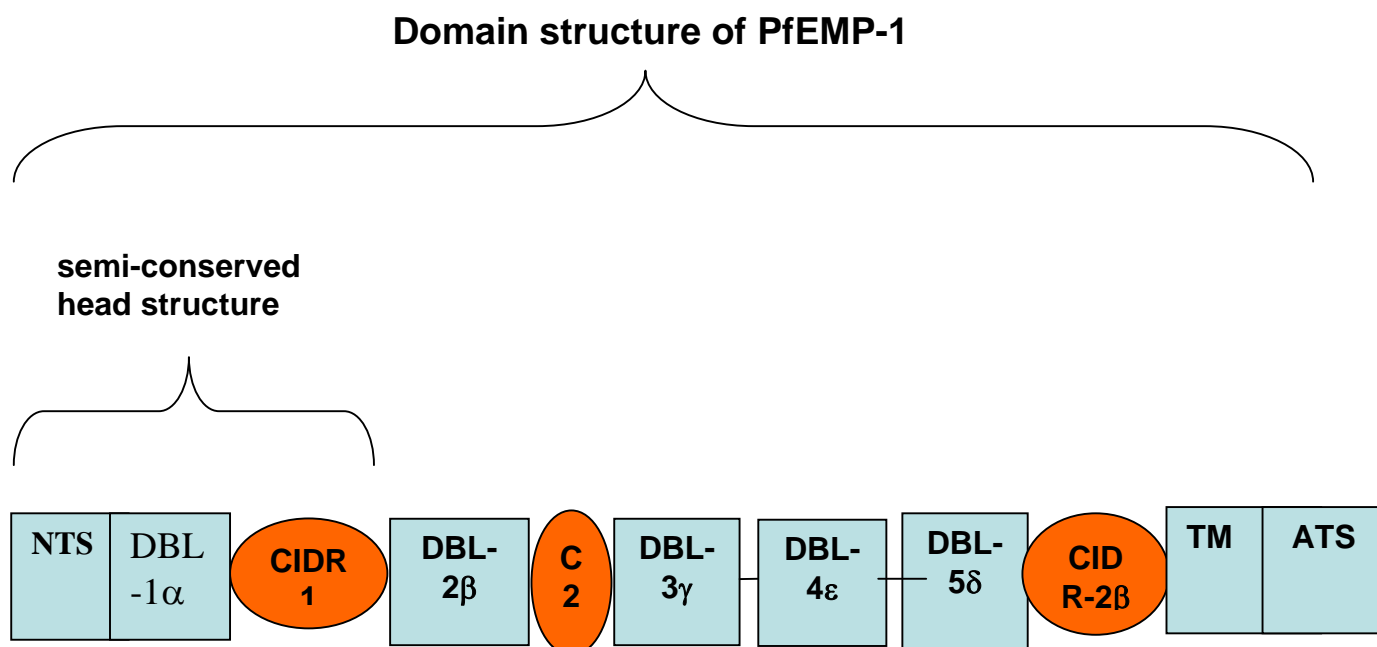 Domain structure of PfEMP-1
semi-conserved
head structure
NTS
DBL
-1α
CIDR
1
DBL-
2β
C
2
DBL-
3γ
DBL-
4ε
DBL-
5δ
CID
R-2β
TM
ATS